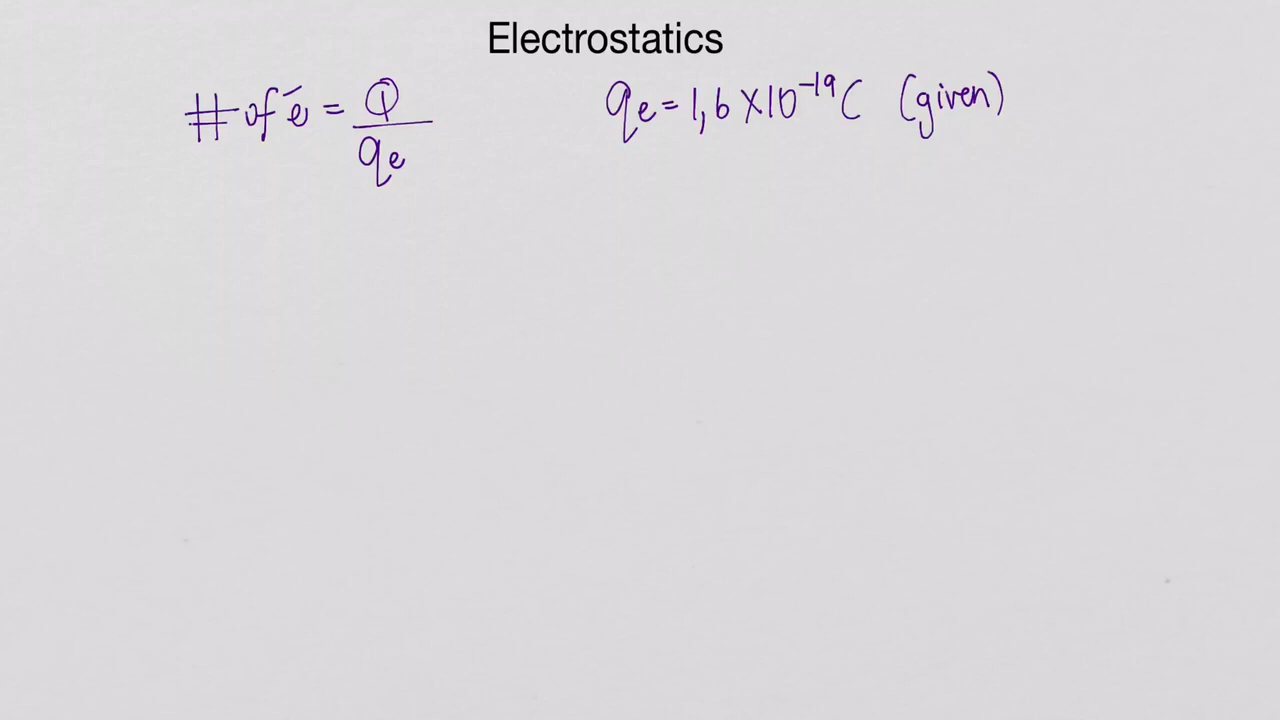 Electrostatics
# of e⁻ = Q/qe
qe = 1,6 × 10⁻¹⁹ C (given)